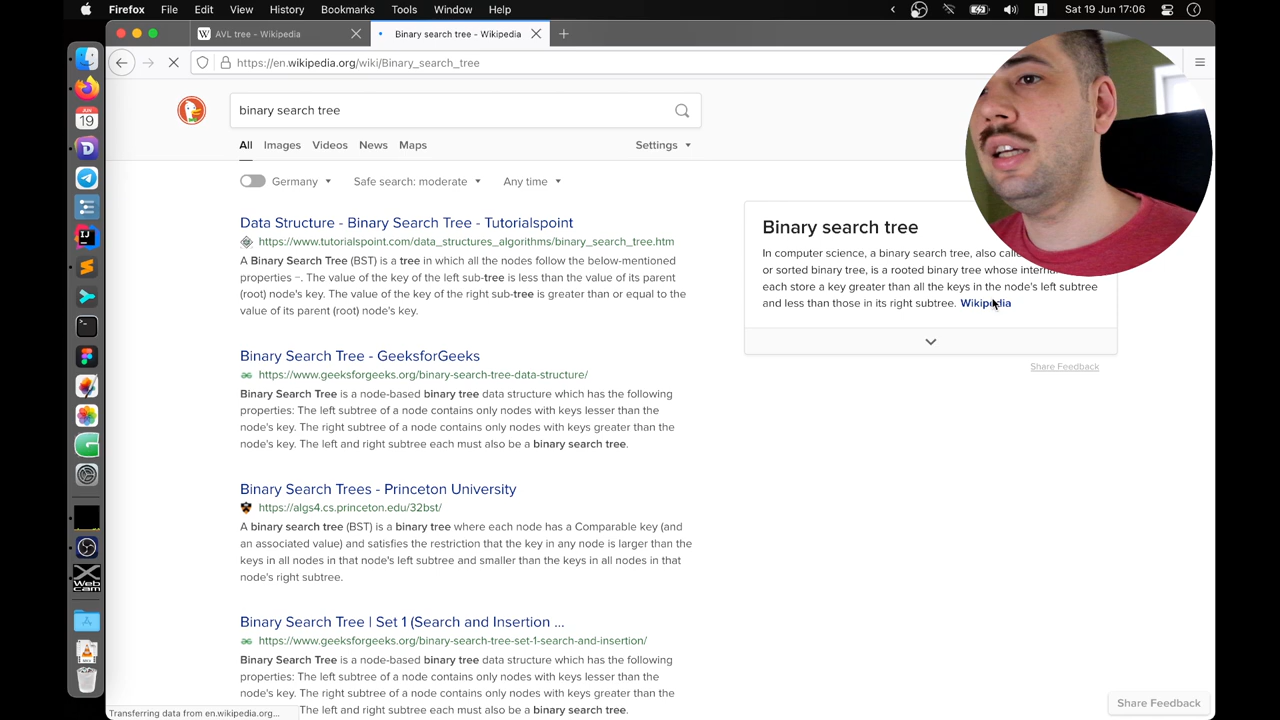 Firefox File Edit View History Bookmarks Tools Window Help
H Sat 19 Jun 17:06
W AVL tree - Wikipedia
Binary search tree - Wikipedia
https://en.wikipedia.org/wiki/Binary_search_tree
binary search tree
All Images Videos News Maps Settings
Germany Safe search: moderate Any time
Data Structure - Binary Search Tree - Tutorialspoint
https://www.tutorialspoint.com/data_structures_algorithms/binary_search_tree.htm
A Binary Search Tree (BST) is a tree in which all the nodes follow the below-mentioned
properties −. The value of the key of the left sub-tree is less than the value of its parent
(root) node's key. The value of the key of the right sub-tree is greater than or equal to the
value of its parent (root) node's key.
Binary Search Tree - GeeksforGeeks
https://www.geeksforgeeks.org/binary-search-tree-data-structure/
Binary Search Tree is a node-based binary tree data structure which has the following
properties: The left subtree of a node contains only nodes with keys lesser than the
node's key. The right subtree of a node contains only nodes with keys greater than the
node's key. The left and right subtree each must also be a binary search tree.
Binary Search Trees - Princeton University
https://algs4.cs.princeton.edu/32bst/
A binary search tree (BST) is a binary tree where each node has a Comparable key (and
an associated value) and satisfies the restriction that the key in any node is larger than the
keys in all nodes in that node's left subtree and smaller than the keys in all nodes in that
node's right subtree.
Binary Search Tree | Set 1 (Search and Insertion ...
https://www.geeksforgeeks.org/binary-search-tree-set-1-search-and-insertion/
Binary Search Tree is a node-based binary tree data structure which has the following
The left subtree of a node contains only nodes with keys lesser than the
node's key. The right subtree of a node contains only nodes with keys greater than the
The left and right subtree each must also be a binary search tree.
Binary search tree
In computer science, a binary search tree, also
or sorted binary tree, is a rooted binary tree whose
each store a key greater than all the keys in the node's left subtree
and less than those in its right subtree. Wikipedia
Share Feedback
Share Feedback
Transferring data from en.wikipedia.org...
JUN
19
IJ
Web
cam